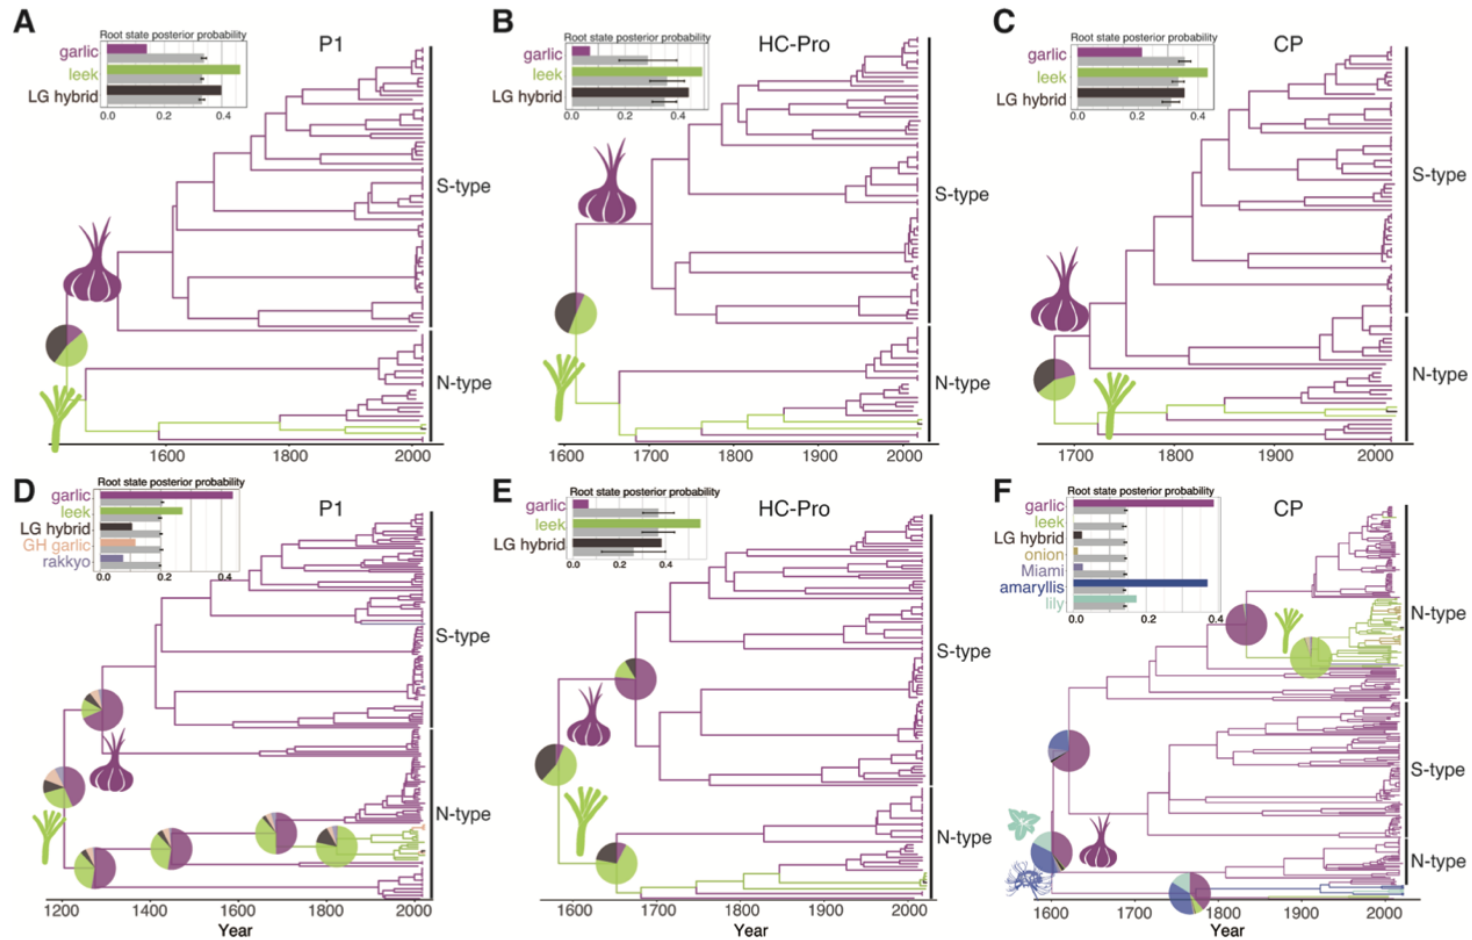 A
Root state posterior probability
P1
garlic
leek
LG hybrid
0.0 0.2 0.4
S-type
N-type
1600 1800 2000
B
Root state posterior probability
HC-Pro
garlic
leek
LG hybrid
0.0 0.2 0.4
S-type
N-type
1600 1700 1800 1900 2000
C
Root state posterior probability
CP
garlic
leek
LG hybrid
0.0 0.2 0.4
S-type
N-type
1700 1800 1900 2000
D
Root state posterior probability
P1
garlic
leek
LG hybrid
GH garlic
rakkyo
0.0 0.2 0.4
S-type
N-type
1200 1400 1600 1800 2000
Year
E
Root state posterior probability
HC-Pro
garlic
leek
LG hybrid
0.0 0.2 0.4
S-type
N-type
1600 1700 1800 1900 2000
Year
F
Root state posterior probability
CP
garlic
leek
LG hybrid
onion
Miami
amaryllis
lily
0.0 0.2 0.4
N-type
S-type
N-type
1600 1700 1800 1900 2000
Year